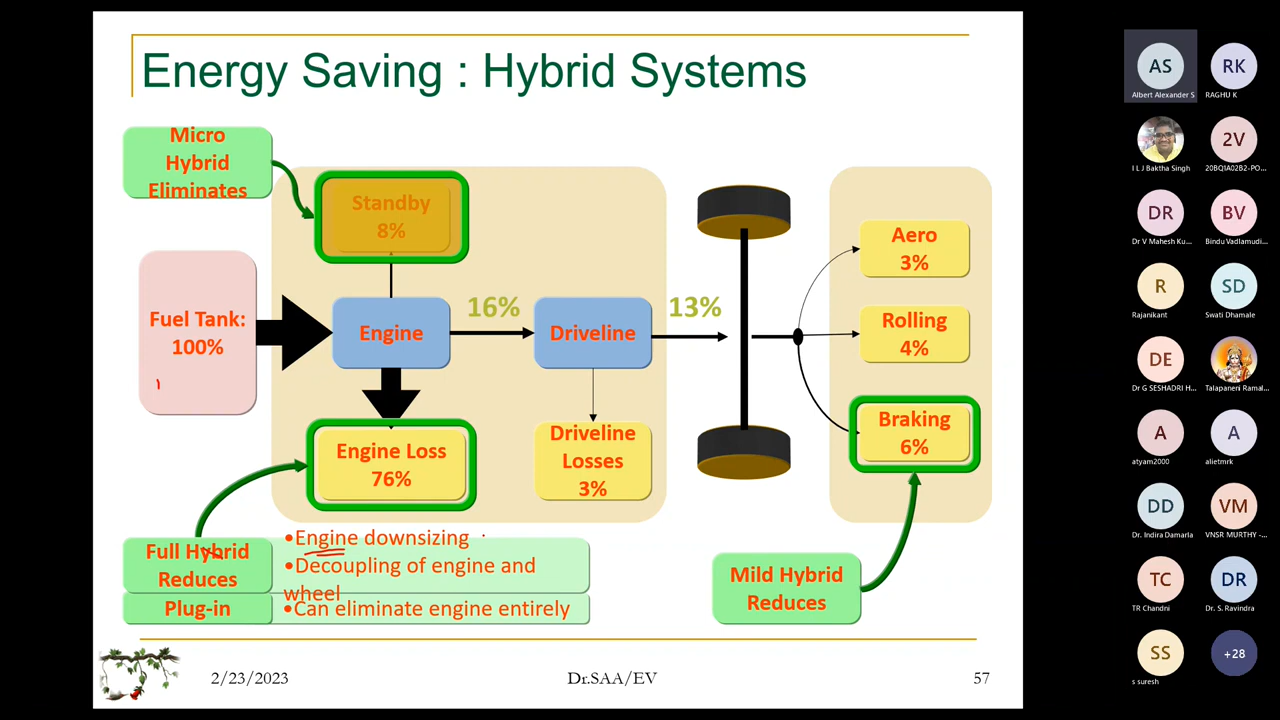 Energy Saving : Hybrid Systems
Micro
Hybrid
Eliminates
Standby
8%
Fuel Tank:
100%
Engine
16%
Driveline
13%
Engine Loss
76%
Driveline
Losses
3%
Aero
3%
Rolling
4%
Braking
6%
Full Hybrid
Reduces
•Engine downsizing
•Decoupling of engine and
wheel
Plug-in
•Can eliminate engine entirely
Mild Hybrid
Reduces
2/23/2023
Dr.SAA/EV
57
AS
Albert Alexander S
RK
RAGHU K
I L J Baktha Singh
2V
20BQ1A02B2-PO...
DR
Dr V Mahesh Ku...
BV
Bindu Vadlamudi...
R
Rajanikant
SD
Swati Dhamale
DE
Dr G SESHADRI H...
Talapaneni Ramal...
A
atyam2000
A
alietmrk
DD
Dr. Indira Damarla
VM
VNSR MURTHY -...
TC
TR Chandni
DR
Dr. S. Ravindra
SS
s suresh
+28